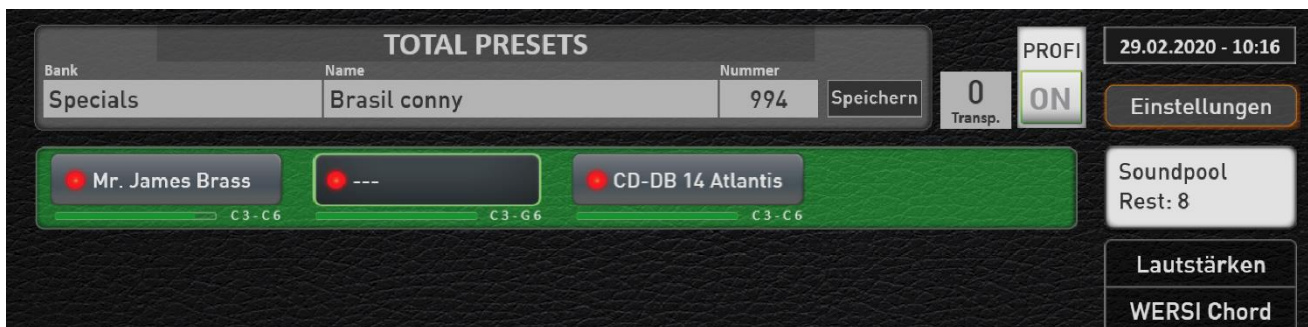 TOTAL PRESETS
Bank Name Nummer
Specials Brasil conny 994 Speichern
0
Transp.
PROFI
ON
29.02.2020 - 10:16
Einstellungen
Mr. James Brass --- CD-DB 14 Atlantis
C3-C6 C3-G6 C3-C6
Soundpool
Rest: 8
Lautstärken
WERSI Chord